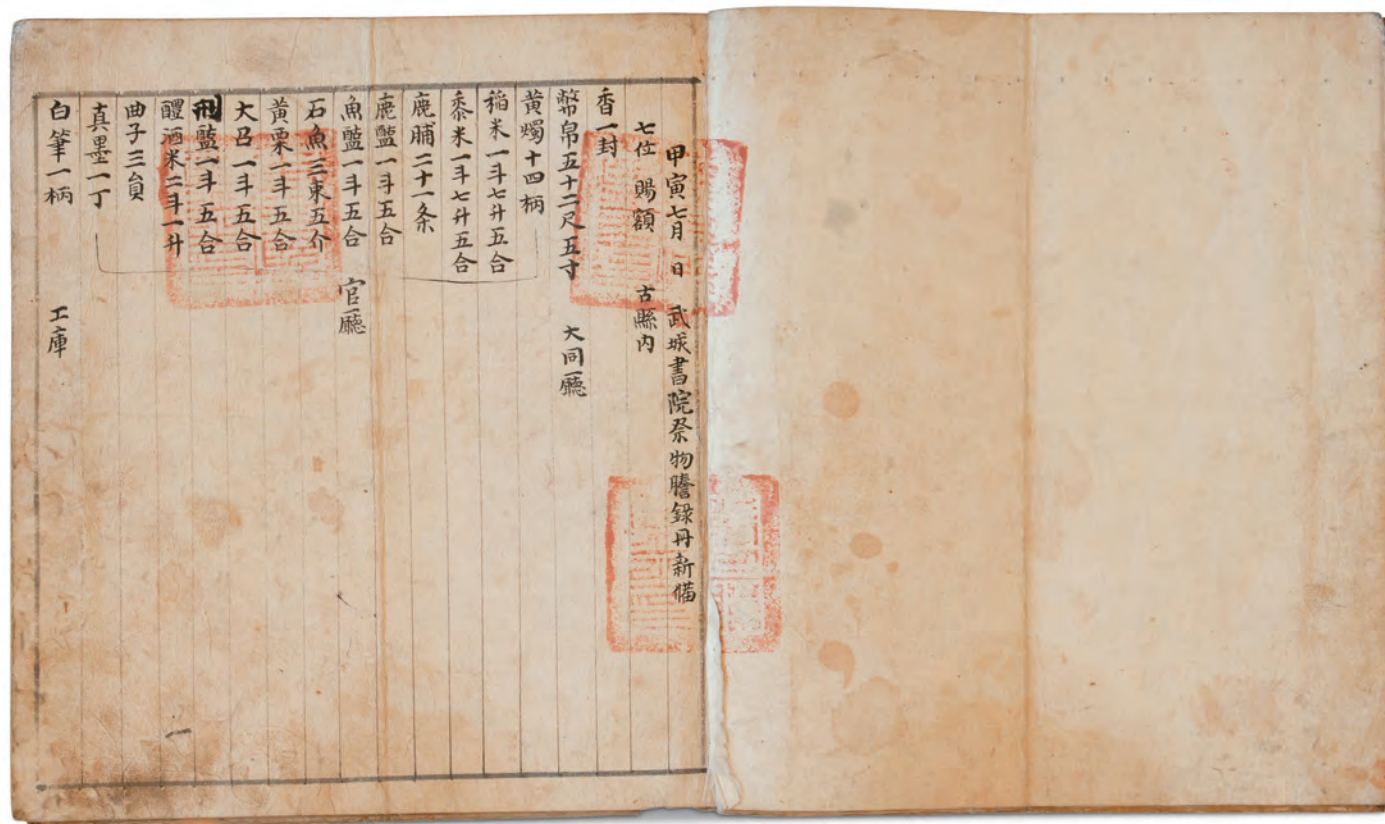 甲寅七月 日 武城書院祭物謄録冊新備
七位 賜額 古縣內
香一封
幣帛五十二尺五寸 大同廳
黃燭十四柄
稻米一斗七升五合
黍米一斗七升五合
鹿脯二十一条
鹿醢一斗五合
魚醢一斗五合 官廳
石魚三束五介
黃栗一斗五合
大召一斗五合
醢一斗五合
醴酒米二斗一升
曲子三員
真墨一丁
白筆一柄 工庫